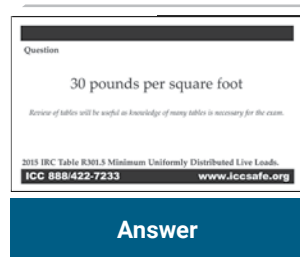 Question
30 pounds per square foot
Review of tables will be useful as knowledge of many tables is necessary for the exam.
2015 IRC Table R301.5 Minimum Uniformly Distributed Live Loads.
ICC 888/422-7233 www.iccsafe.org
Answer